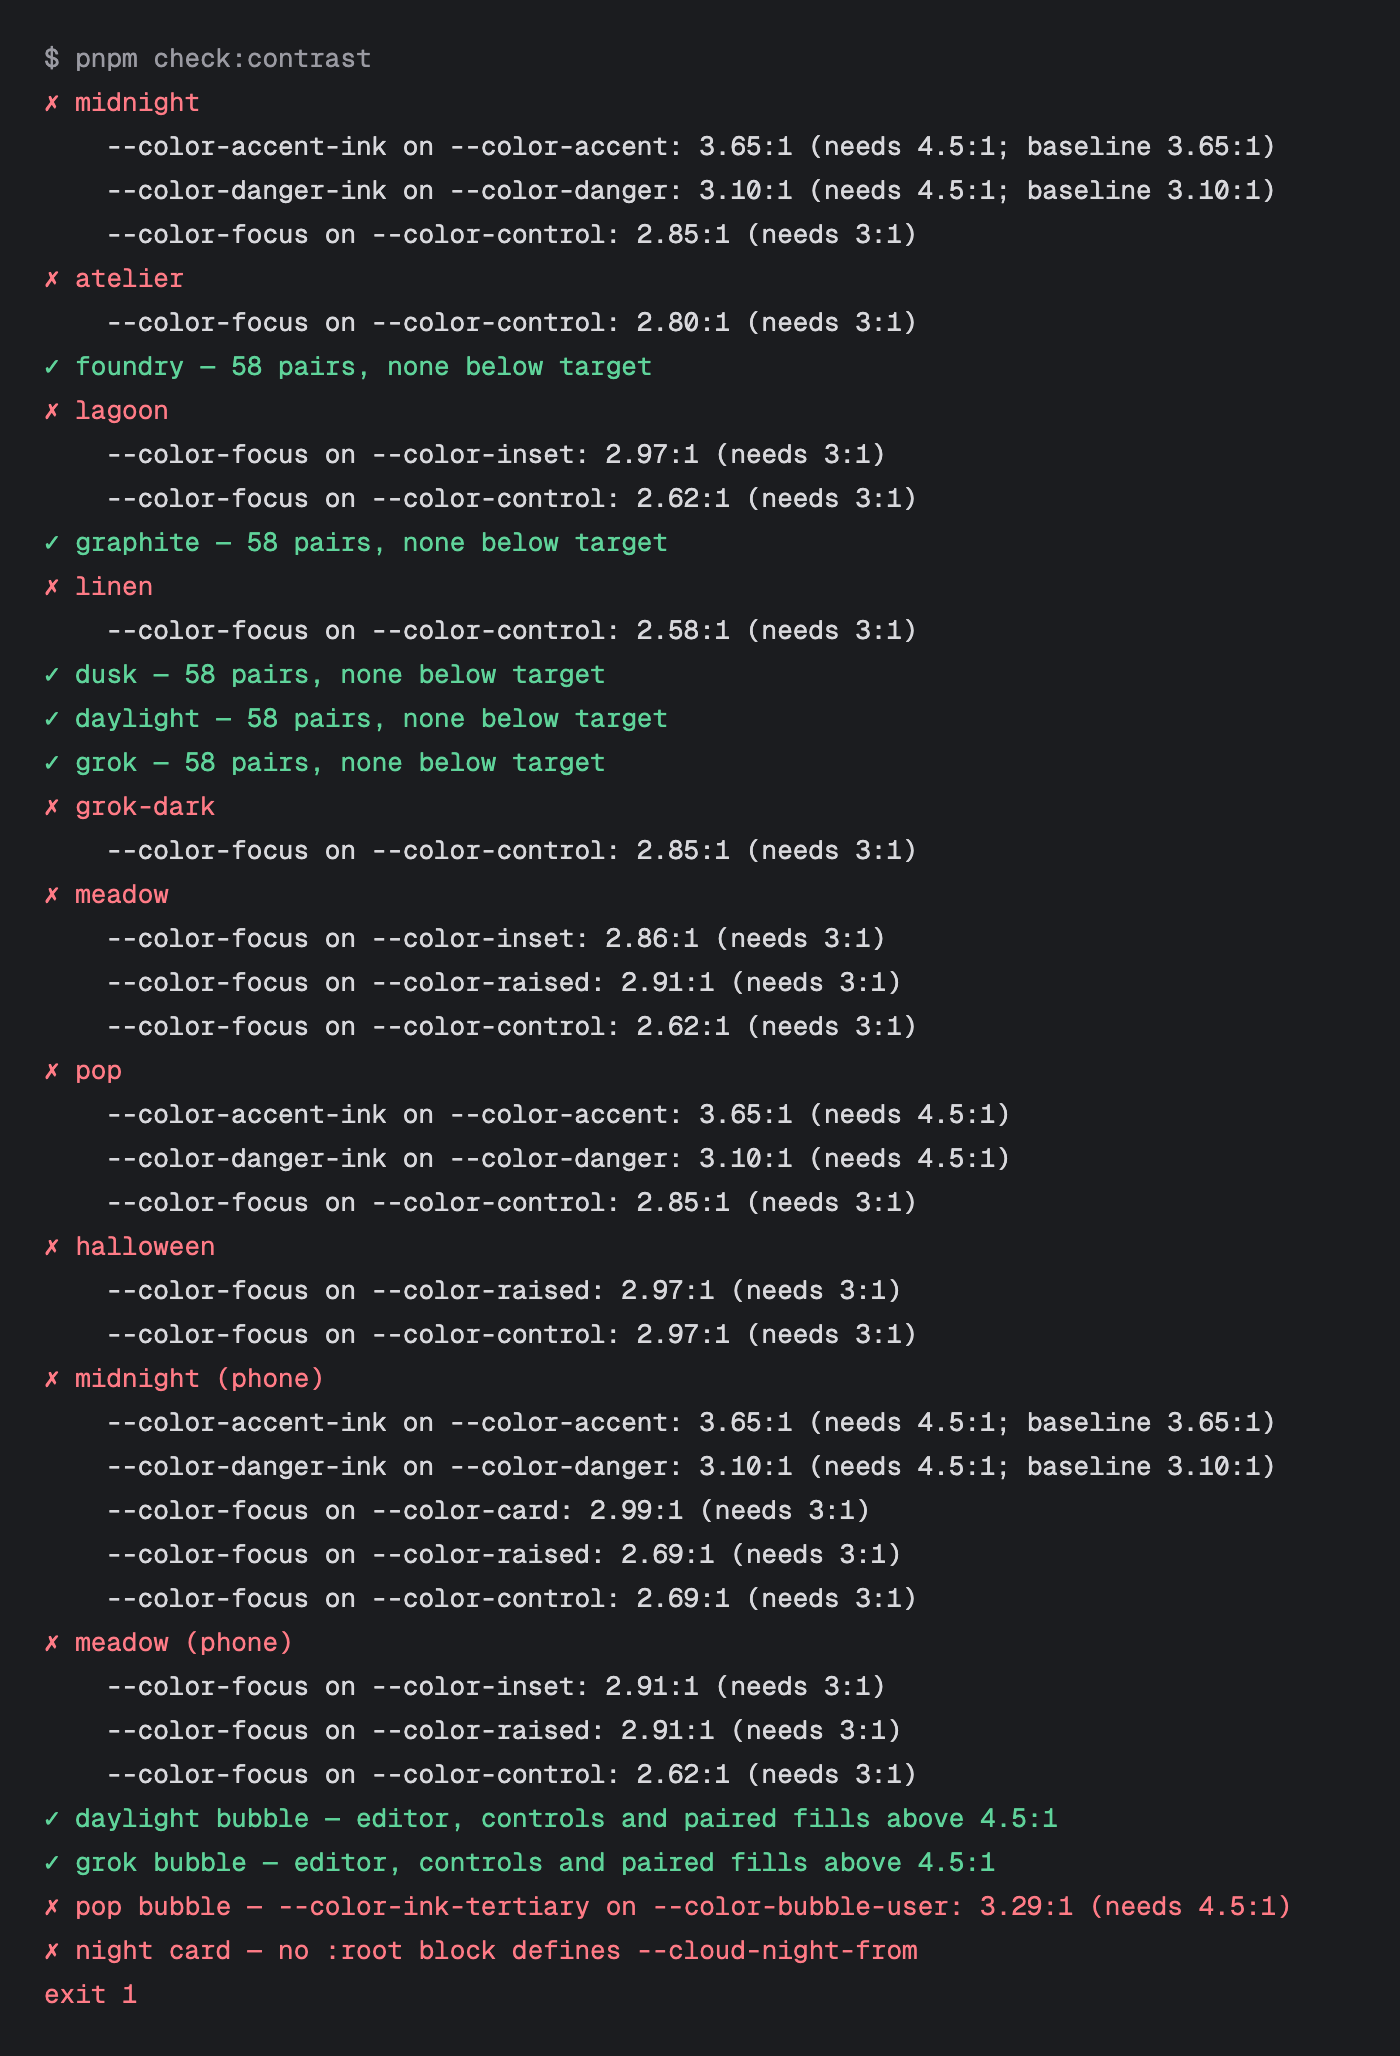 $ pnpm check:contrast
✗ midnight
--color-accent-ink on --color-accent: 3.65:1 (needs 4.5:1; baseline 3.65:1)
--color-danger-ink on --color-danger: 3.10:1 (needs 4.5:1; baseline 3.10:1)
--color-focus on --color-control: 2.85:1 (needs 3:1)
✗ atelier
--color-focus on --color-control: 2.80:1 (needs 3:1)
✓ foundry — 58 pairs, none below target
✗ lagoon
--color-focus on --color-inset: 2.97:1 (needs 3:1)
--color-focus on --color-control: 2.62:1 (needs 3:1)
✓ graphite — 58 pairs, none below target
✗ linen
--color-focus on --color-control: 2.58:1 (needs 3:1)
✓ dusk — 58 pairs, none below target
✓ daylight — 58 pairs, none below target
✓ grok — 58 pairs, none below target
✗ grok-dark
--color-focus on --color-control: 2.85:1 (needs 3:1)
✗ meadow
--color-focus on --color-inset: 2.86:1 (needs 3:1)
--color-focus on --color-raised: 2.91:1 (needs 3:1)
--color-focus on --color-control: 2.62:1 (needs 3:1)
✗ pop
--color-accent-ink on --color-accent: 3.65:1 (needs 4.5:1)
--color-danger-ink on --color-danger: 3.10:1 (needs 4.5:1)
--color-focus on --color-control: 2.85:1 (needs 3:1)
✗ halloween
--color-focus on --color-raised: 2.97:1 (needs 3:1)
--color-focus on --color-control: 2.97:1 (needs 3:1)
✗ midnight (phone)
--color-accent-ink on --color-accent: 3.65:1 (needs 4.5:1; baseline 3.65:1)
--color-danger-ink on --color-danger: 3.10:1 (needs 4.5:1; baseline 3.10:1)
--color-focus on --color-card: 2.99:1 (needs 3:1)
--color-focus on --color-raised: 2.69:1 (needs 3:1)
--color-focus on --color-control: 2.69:1 (needs 3:1)
✗ meadow (phone)
--color-focus on --color-inset: 2.91:1 (needs 3:1)
--color-focus on --color-raised: 2.91:1 (needs 3:1)
--color-focus on --color-control: 2.62:1 (needs 3:1)
✓ daylight bubble — editor, controls and paired fills above 4.5:1
✓ grok bubble — editor, controls and paired fills above 4.5:1
✗ pop bubble — --color-ink-tertiary on --color-bubble-user: 3.29:1 (needs 4.5:1)
✗ night card — no :root block defines --cloud-night-from
exit 1